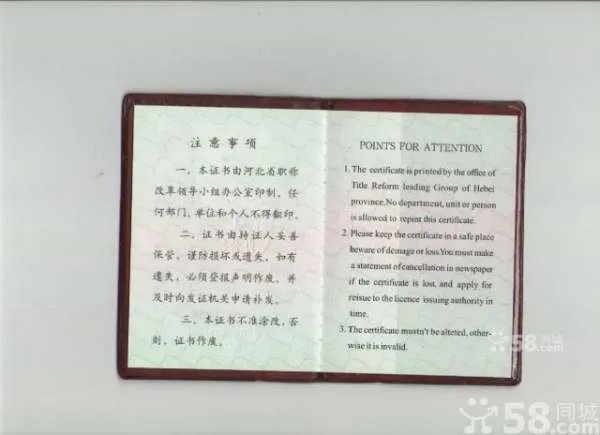 注意事项
一、本证书由河北省职称
改革领导小组办公室印制，任
何部门、单位和个人不得翻印。
二、证书由持证人妥善
保管，谨防损坏或遗失，如有
遗失，必须登报声明作废，并
及时向发证机关申请补发。
三、本证书不准涂改，否
则，证书作废。
POINTS FOR ATTENTION
1. The certificate is printed by the office of
Title Reform leading Group of Hebei
province.No department, unit or person
is allowed to repint this certificate.
2. Please keep the certificate in a safe place
beware of demage or loss.You must make
a statement of cancellation in newspaper
if the certificate is lost, and apply for
reisue to the licence issuing authority in
time.
3. The certificate mustn't be alteted, other-
wise it is invalid.
58同城
58同城